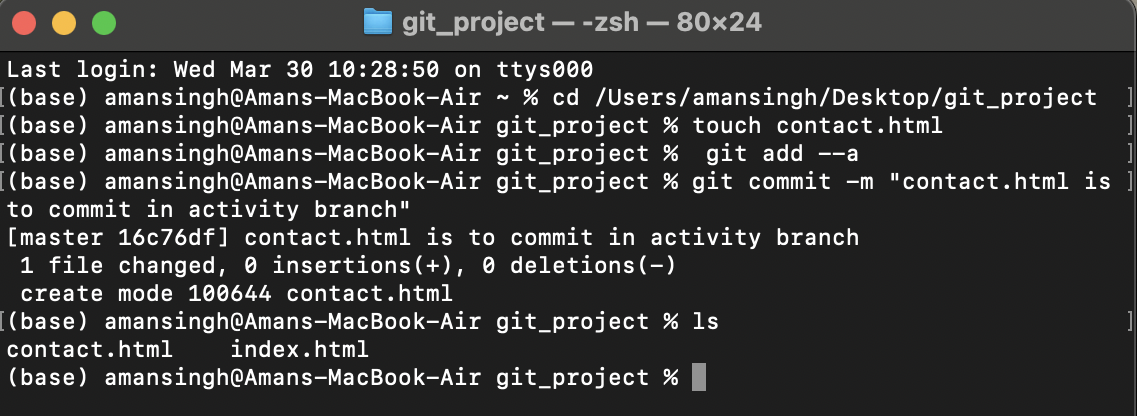 git_project — -zsh — 80×24
Last login: Wed Mar 30 10:28:50 on ttys000
[(base) amansingh@Amans-MacBook-Air ~ % cd /Users/amansingh/Desktop/git_project ]
[(base) amansingh@Amans-MacBook-Air git_project % touch contact.html ]
[(base) amansingh@Amans-MacBook-Air git_project %  git add --a ]
[(base) amansingh@Amans-MacBook-Air git_project % git commit -m "contact.html is ]
to commit in activity branch"
[master 16c76df] contact.html is to commit in activity branch
 1 file changed, 0 insertions(+), 0 deletions(-)
 create mode 100644 contact.html
[(base) amansingh@Amans-MacBook-Air git_project % ls ]
contact.html    index.html
(base) amansingh@Amans-MacBook-Air git_project %